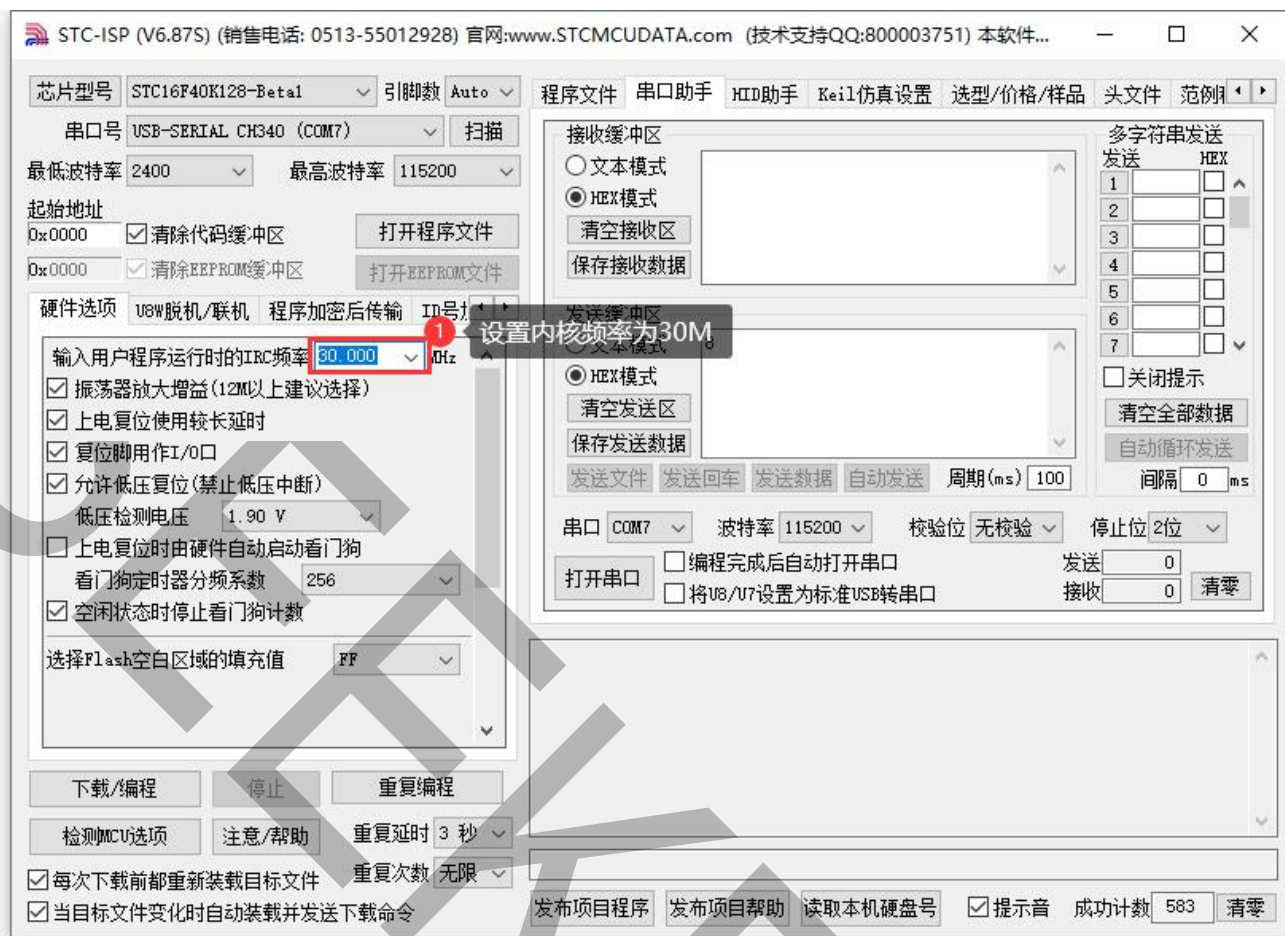 STC-ISP (V6.87S) (销售电话: 0513-55012928) 官网:www.STCMCUDATA.com (技术支持QQ:800003751) 本软件...
芯片型号 STC16F40K128-Beta1 引脚数 Auto
串口号 USB-SERIAL CH340 (COM7) 扫描
最低波特率 2400 最高波特率 115200
起始地址
0x0000 清除代码缓冲区 打开程序文件
0x0000 清除EEPROM缓冲区 打开EEPROM文件
硬件选项 U8W脱机/联机 程序加密后传输 ID号
1 设置内核频率为30M
输入用户程序运行时的IRC频率 30.000 MHz
振荡器放大增益(12M以上建议选择)
上电复位使用较长延时
复位脚用作I/O口
允许低压复位(禁止低压中断)
低压检测电压 1.90 V
上电复位时由硬件自动启动看门狗
看门狗定时器分频系数 256
空闲状态时停止看门狗计数
选择Flash空白区域的填充值 FF
下载/编程 停止 重复编程
检测MCU选项 注意/帮助 重复延时 3 秒
重复次数 无限
每次下载前都重新装载目标文件
当目标文件变化时自动装载并发送下载命令
程序文件 串口助手 HID助手 Keil仿真设置 选型/价格/样品 头文件 范例
接收缓冲区
文本模式
HEX模式
清空接收区
保存接收数据
发送缓冲区
文本模式
HEX模式
清空发送区
保存发送数据
发送文件 发送回车 发送数据 自动发送 周期(ms) 100
多字符串发送
发送 HEX
1
2
3
4
5
6
7
关闭提示
清空全部数据
自动循环发送
间隔 0 ms
串口 COM7 波特率 115200 校验位 无校验 停止位 2位
打开串口 编程完成后自动打开串口 发送 0
将U8/U7设置为标准USB转串口 接收 0 清零
发布项目程序 发布项目帮助 读取本机硬盘号 提示音 成功计数 583 清零